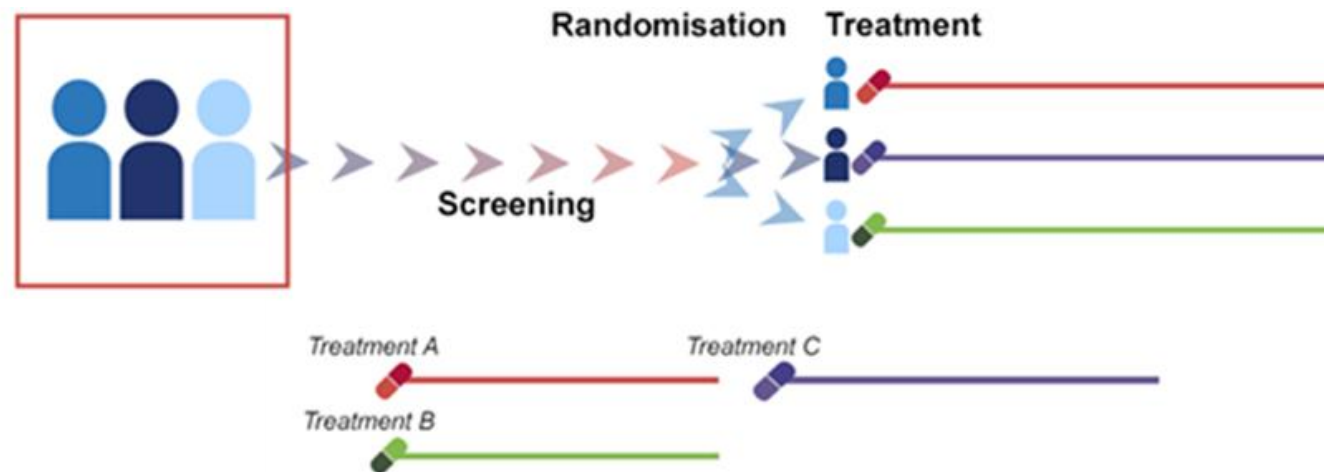 Randomisation
Treatment
Screening
Treatment A
Treatment C
Treatment B